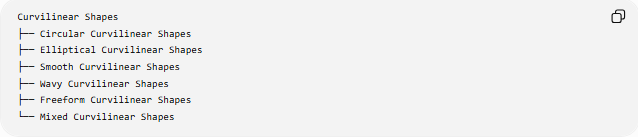 Curvilinear Shapes
├── Circular Curvilinear Shapes
├── Elliptical Curvilinear Shapes
├── Smooth Curvilinear Shapes
├── Wavy Curvilinear Shapes
├── Freeform Curvilinear Shapes
└── Mixed Curvilinear Shapes